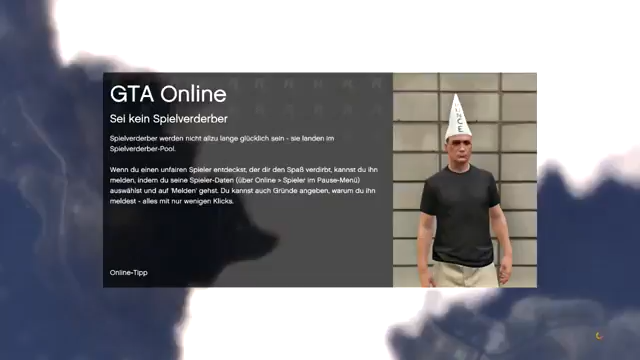 GTA Online
Sei kein Spielverderber
Spielverderber werden nicht allzu lange glücklich sein - sie landen im
Spielverderber-Pool.
Wenn du einen unfairen Spieler entdeckst, der dir den Spaß verdirbt, kannst du ihn
melden, indem du seine Spieler-Daten (über Online > Spieler im Pause-Menü)
auswählst und auf 'Melden' gehst. Du kannst auch Gründe angeben, warum du ihn
meldest - alles mit nur wenigen Klicks.
Online-Tipp